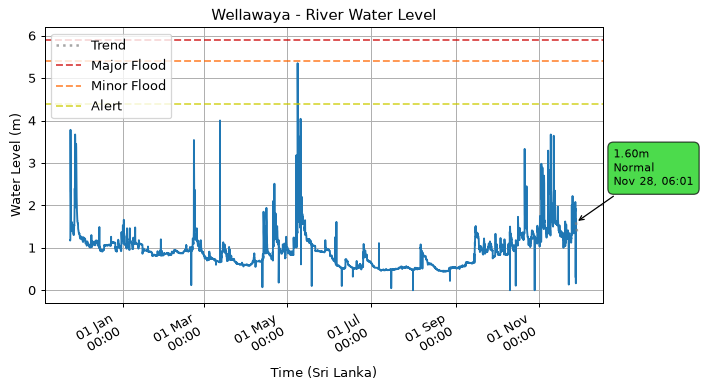 Wellawaya - River Water Level
6
5
4
3
2
1
0
Water Level (m)
Trend
Major Flood
Minor Flood
Alert
1.60m
Normal
Nov 28, 06:01
01 Jan
00:00
01 Mar
00:00
01 May
00:00
01 Jul
00:00
01 Sep
00:00
01 Nov
00:00
Time (Sri Lanka)